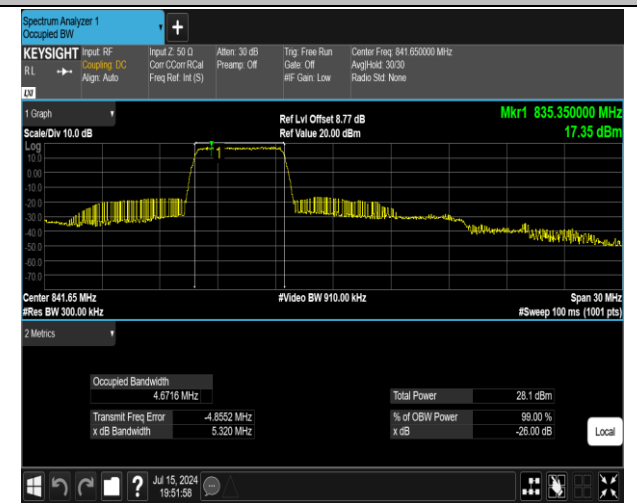 Spectrum Analyzer 1
Occupied BW
+
KEYSIGHT Input: RF Input Z: 50 Ω Atten: 30 dB Trig: Free Run Center Freq: 841.650000 MHz
RL Coupling: DC Corr CCorr RCal Preamp: Off Gate: Off Avg|Hold: 30/30
Align: Auto Freq Ref: Int (S) #IF Gain: Low Radio Std: None
LXI
1 Graph Ref Lvl Offset 8.77 dB Mkr1 835.350000 MHz
Scale/Div 10.0 dB Ref Value 20.00 dBm 17.35 dBm
Log
10.0
0.00
-10.0
-20.0
-30.0
-40.0
-50.0
-60.0
-70.0
1
Center 841.65 MHz #Video BW 910.00 kHz Span 30 MHz
#Res BW 300.00 kHz #Sweep 100 ms (1001 pts)
2 Metrics
Occupied Bandwidth
4.6716 MHz Total Power 28.1 dBm
Transmit Freq Error -4.8552 MHz % of OBW Power 99.00 %
x dB Bandwidth 5.320 MHz x dB -26.00 dB
Local
? Jul 15, 2024
19:51:58